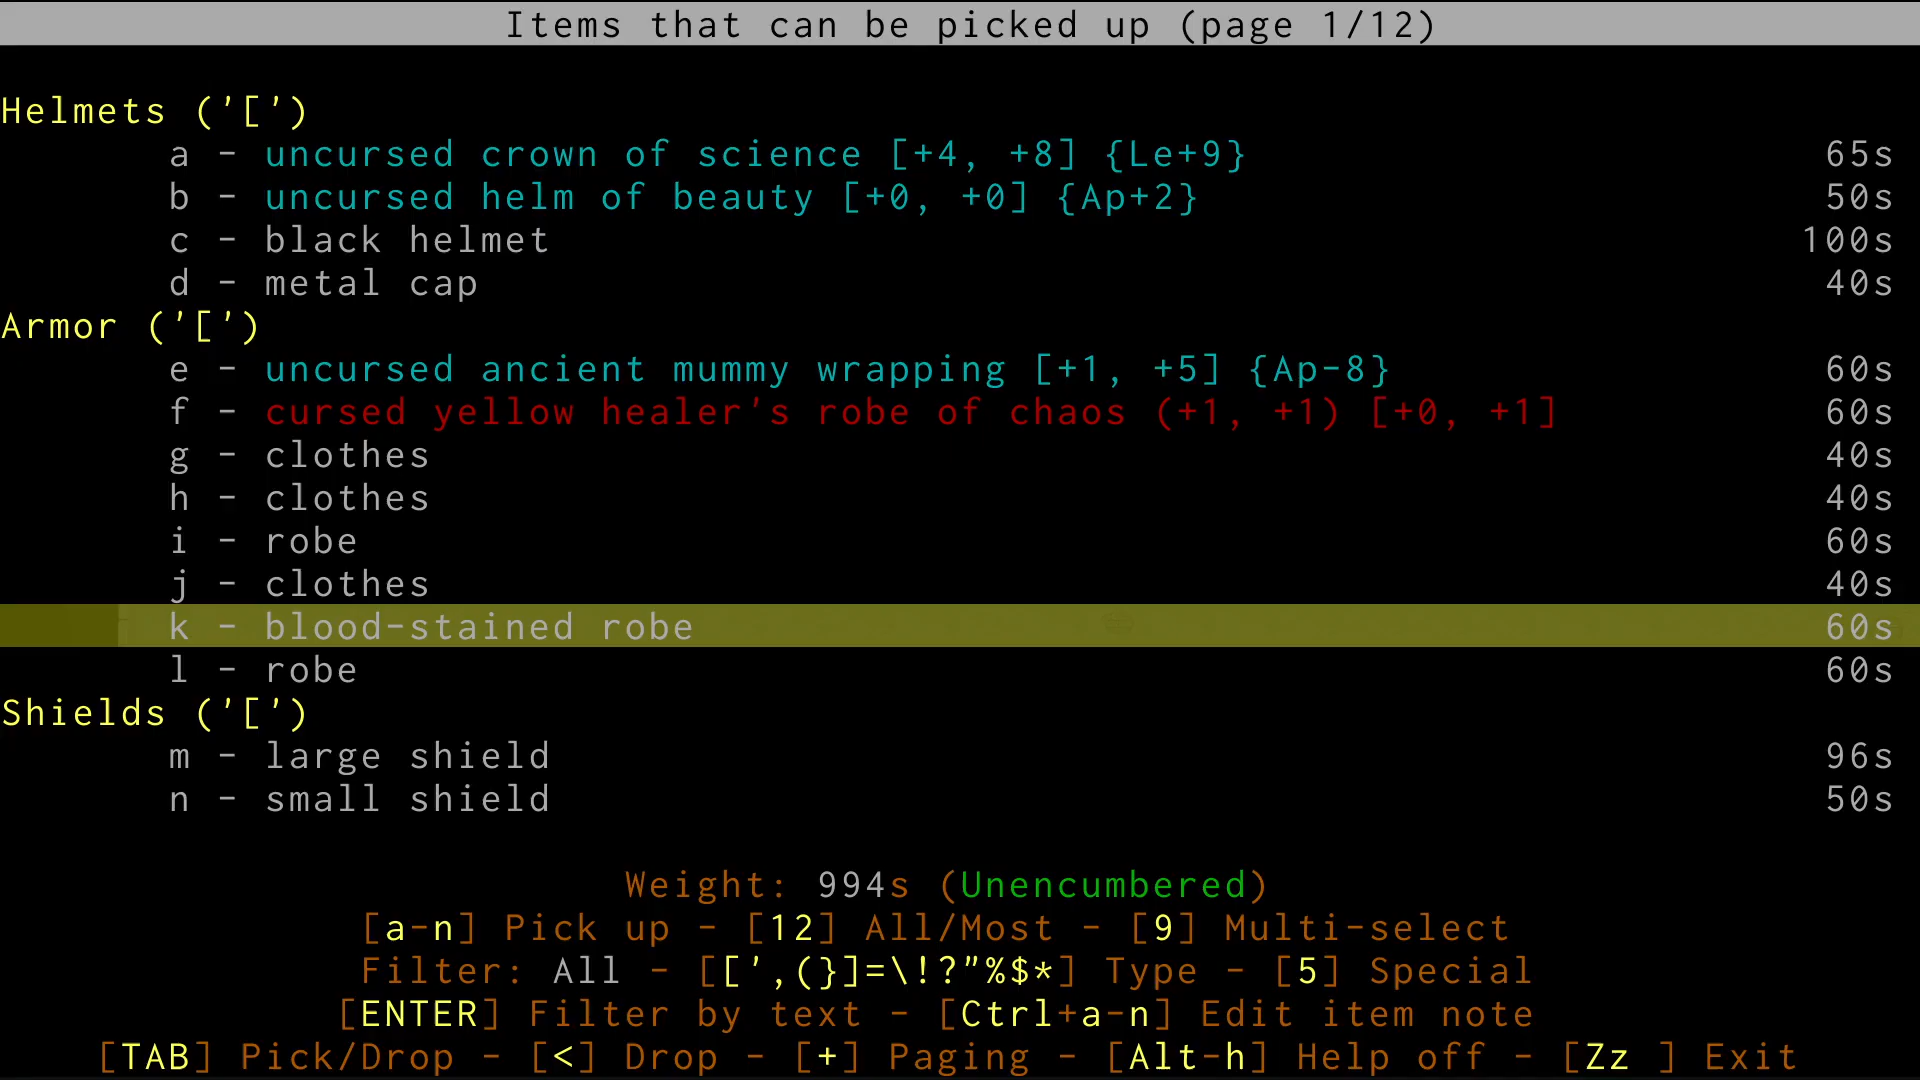 Items that can be picked up (page 1/12)
Helmets ('[')
a - uncursed crown of science [+4, +8] {Le+9} 65s
b - uncursed helm of beauty [+0, +0] {Ap+2} 50s
c - black helmet 100s
d - metal cap 40s
Armor ('[')
e - uncursed ancient mummy wrapping [+1, +5] {Ap-8} 60s
f - cursed yellow healer's robe of chaos (+1, +1) [+0, +1] 60s
g - clothes 40s
h - clothes 40s
i - robe 60s
j - clothes 40s
k - blood-stained robe 60s
l - robe 60s
Shields ('[')
m - large shield 96s
n - small shield 50s
Weight: 994s (Unencumbered)
[a-n] Pick up - [12] All/Most - [9] Multi-select
Filter: All - [[',(}]=\!?"%$*] Type - [5] Special
[ENTER] Filter by text - [Ctrl+a-n] Edit item note
[TAB] Pick/Drop - [<] Drop - [+] Paging - [Alt-h] Help off - [Zz ] Exit